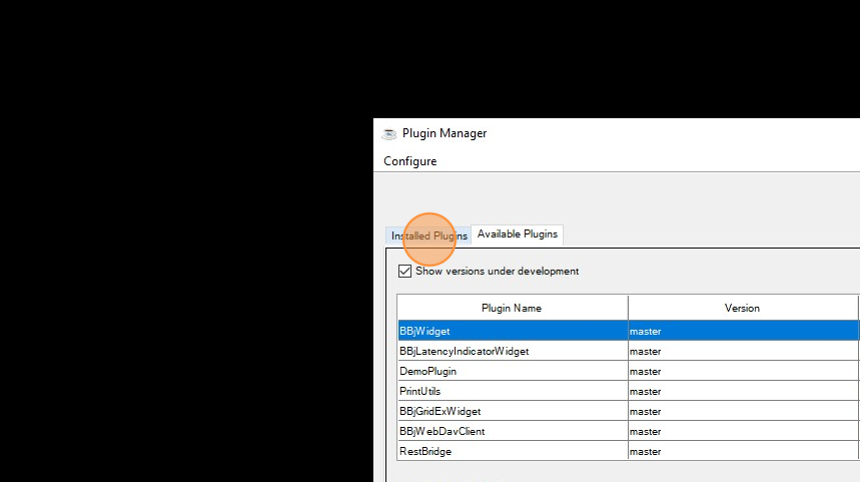 Plugin Manager
Configure
Installed Plugins Available Plugins
Show versions under development
Plugin Name Version
BBjWidget master
BBjLatencyIndicatorWidget master
DemoPlugin master
PrintUtils master
BBjGridExWidget master
BBjWebDavClient master
RestBridge master